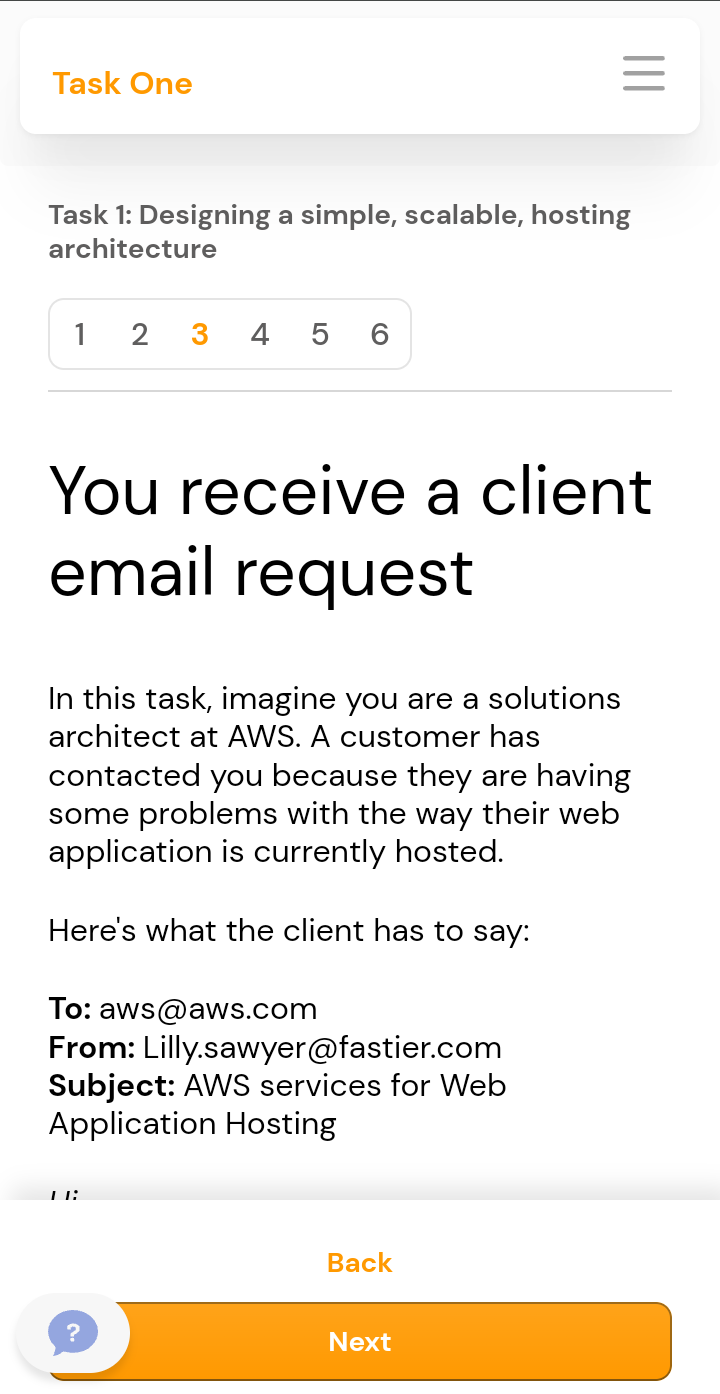 Task One
Task 1: Designing a simple, scalable, hosting
architecture
1 2 3 4 5 6
You receive a client
email request
In this task, imagine you are a solutions
architect at AWS. A customer has
contacted you because they are having
some problems with the way their web
application is currently hosted.
Here's what the client has to say:
To: aws@aws.com
From: Lilly.sawyer@fastier.com
Subject: AWS services for Web
Application Hosting
Back
?
Next